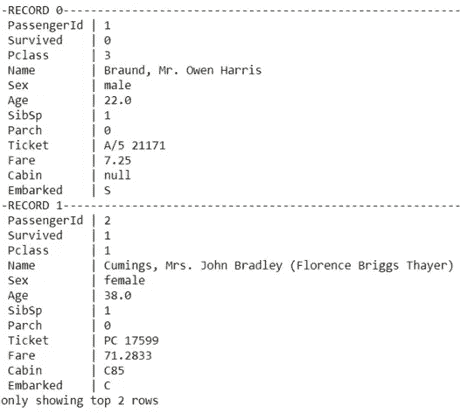 -RECORD 0------------------------------------------------------
PassengerId | 1
Survived | 0
Pclass | 3
Name | Braund, Mr. Owen Harris
Sex | male
Age | 22.0
SibSp | 1
Parch | 0
Ticket | A/5 21171
Fare | 7.25
Cabin | null
Embarked | S
-RECORD 1------------------------------------------------------
PassengerId | 2
Survived | 1
Pclass | 1
Name | Cumings, Mrs. John Bradley (Florence Briggs Thayer)
Sex | female
Age | 38.0
SibSp | 1
Parch | 0
Ticket | PC 17599
Fare | 71.2833
Cabin | C85
Embarked | C
only showing top 2 rows